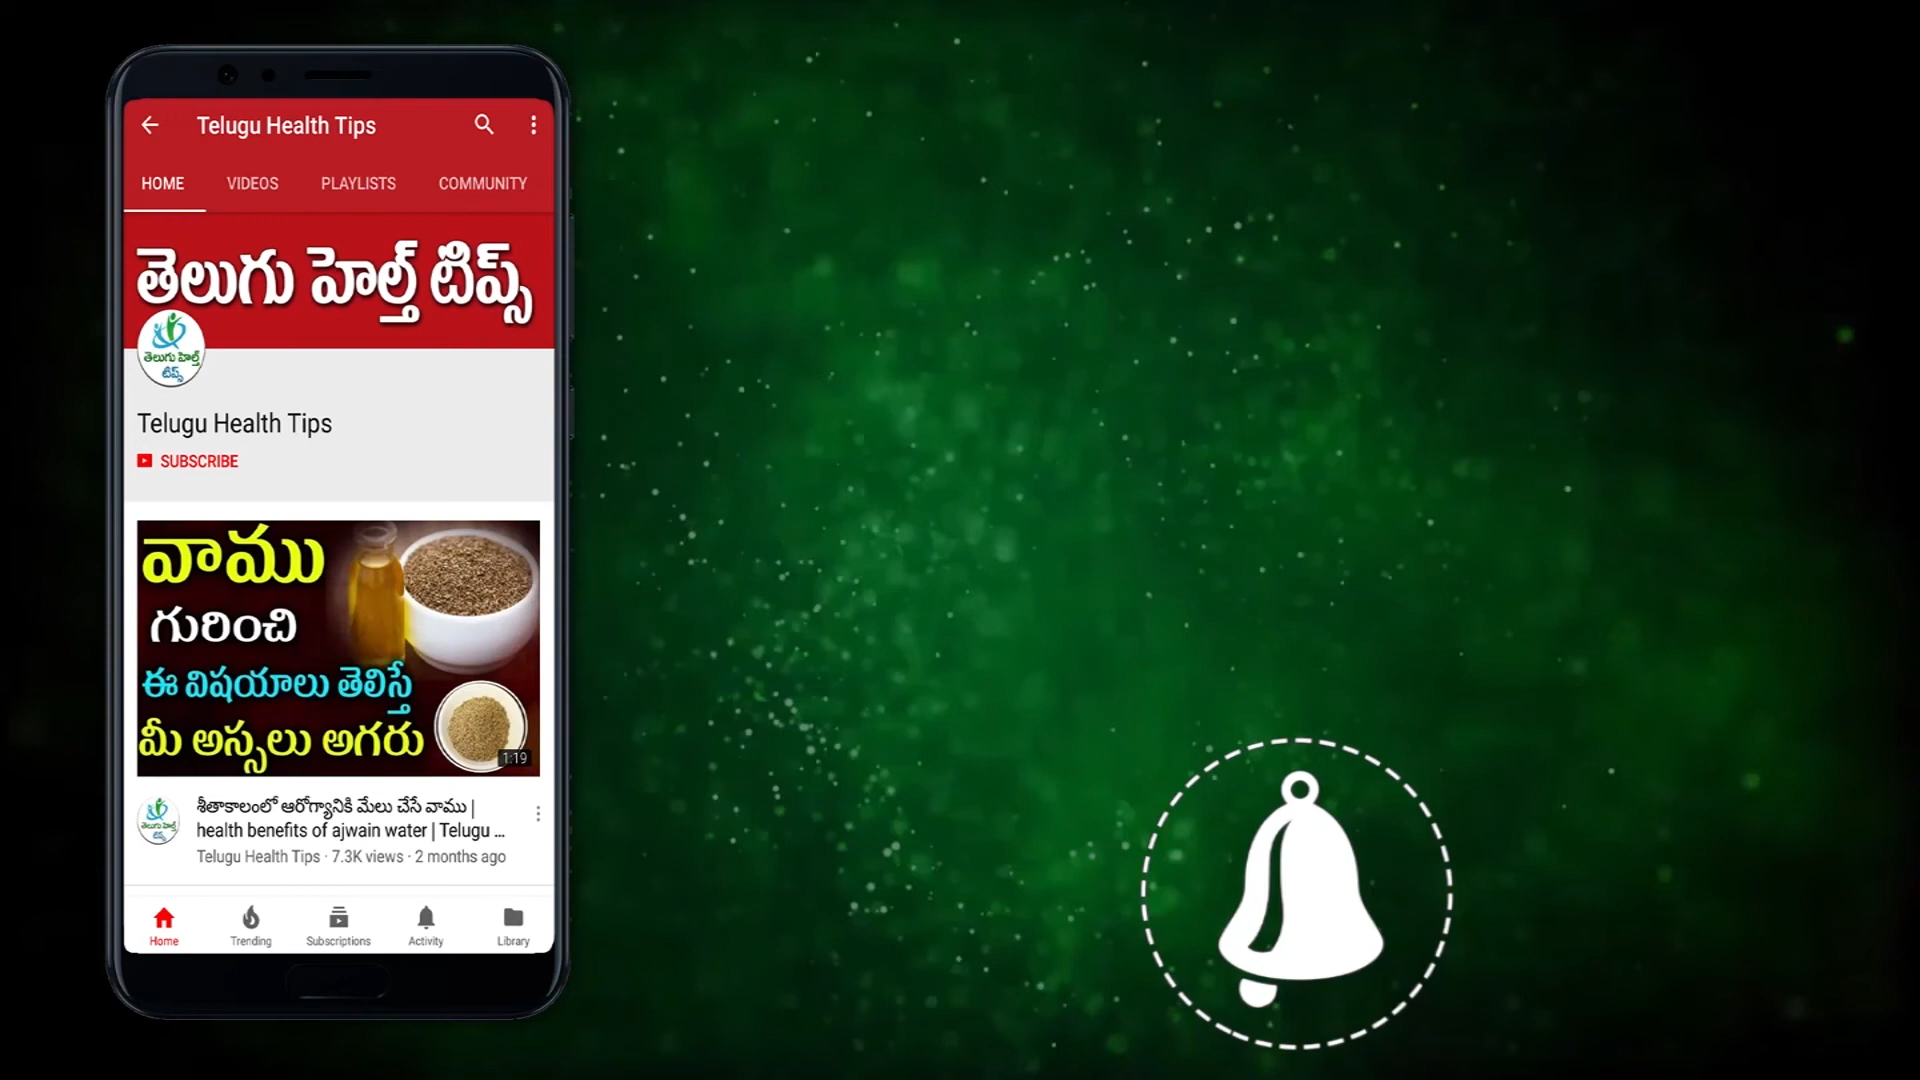 Telugu Health Tips
HOME VIDEOS PLAYLISTS COMMUNITY
తెలుగు హెల్త్ టిప్స్
తెలుగు హెల్త్
టిప్స్
Telugu Health Tips
SUBSCRIBE
వాము
గురించి
ఈ విషయాలు తెలిస్తే
మీ అస్సలు అగరు
1:19
తెలుగు హెల్త్
టిప్స్
శీతాకాలంలో ఆరోగ్యానికి మేలు చేసే వాము |
health benefits of ajwain water | Telugu ...
Telugu Health Tips · 7.3K views · 2 months ago
Home Trending Subscriptions Activity Library